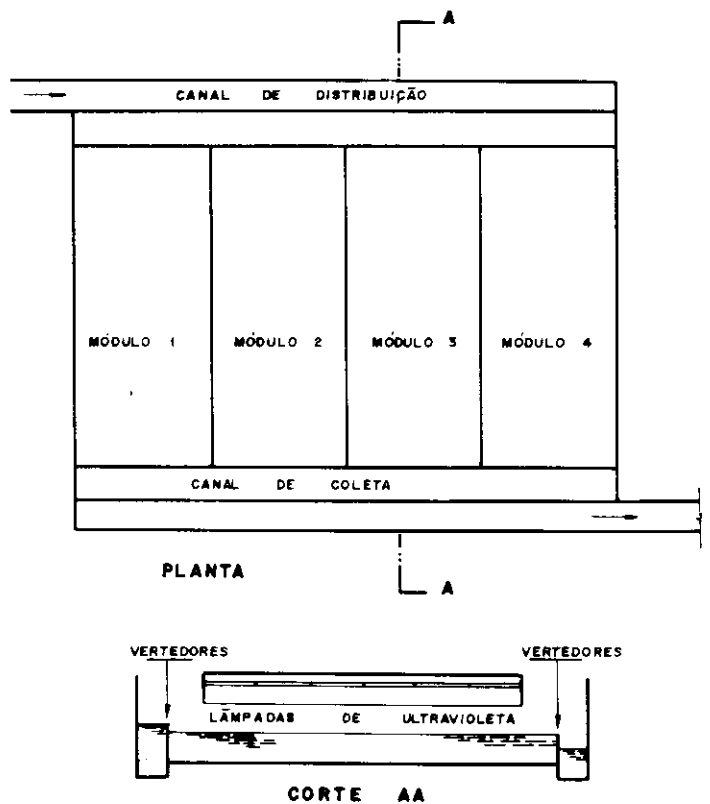 A
CANAL DE DISTRIBUIÇÃO
MÓDULO 1 MÓDULO 2 MÓDULO 3 MÓDULO 4
CANAL DE COLETA
PLANTA
A
VERTEDORES VERTEDORES
LÂMPADAS DE ULTRAVIOLETA
CORTE AA